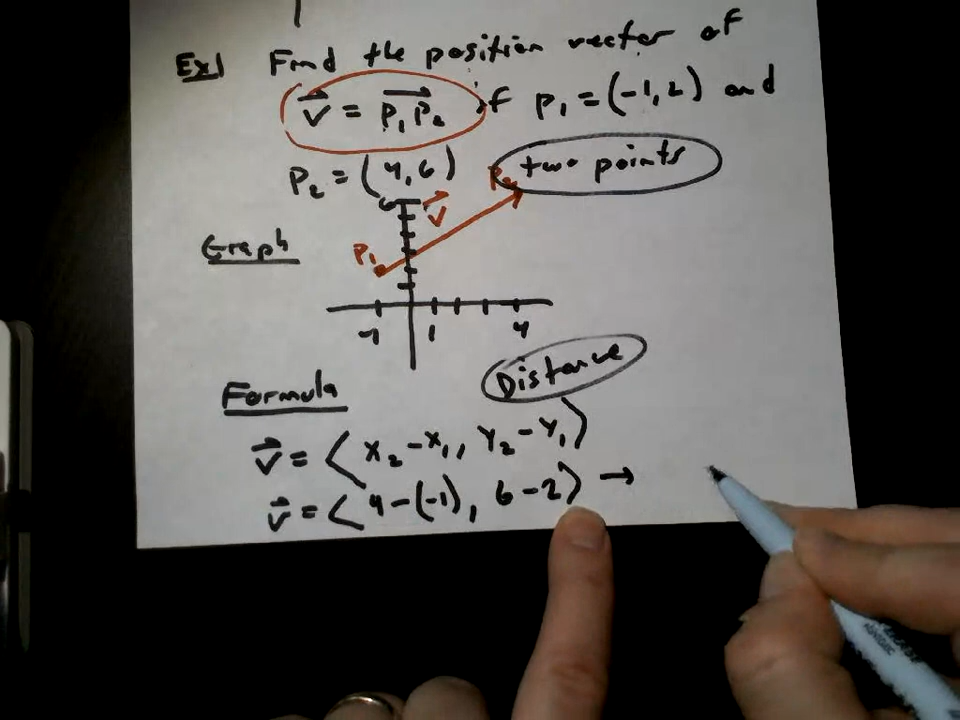 Ex1 Find the position vector of
v = P₁P₂ if P₁ = (-1, 2) and
P₂ = (4, 6) two points
6 v P₂
Graph P₁
-1 1 4
Distance
Formula
v = ⟨x₂-x₁, y₂-y₁⟩
v = ⟨4-(-1), 6-2⟩ →